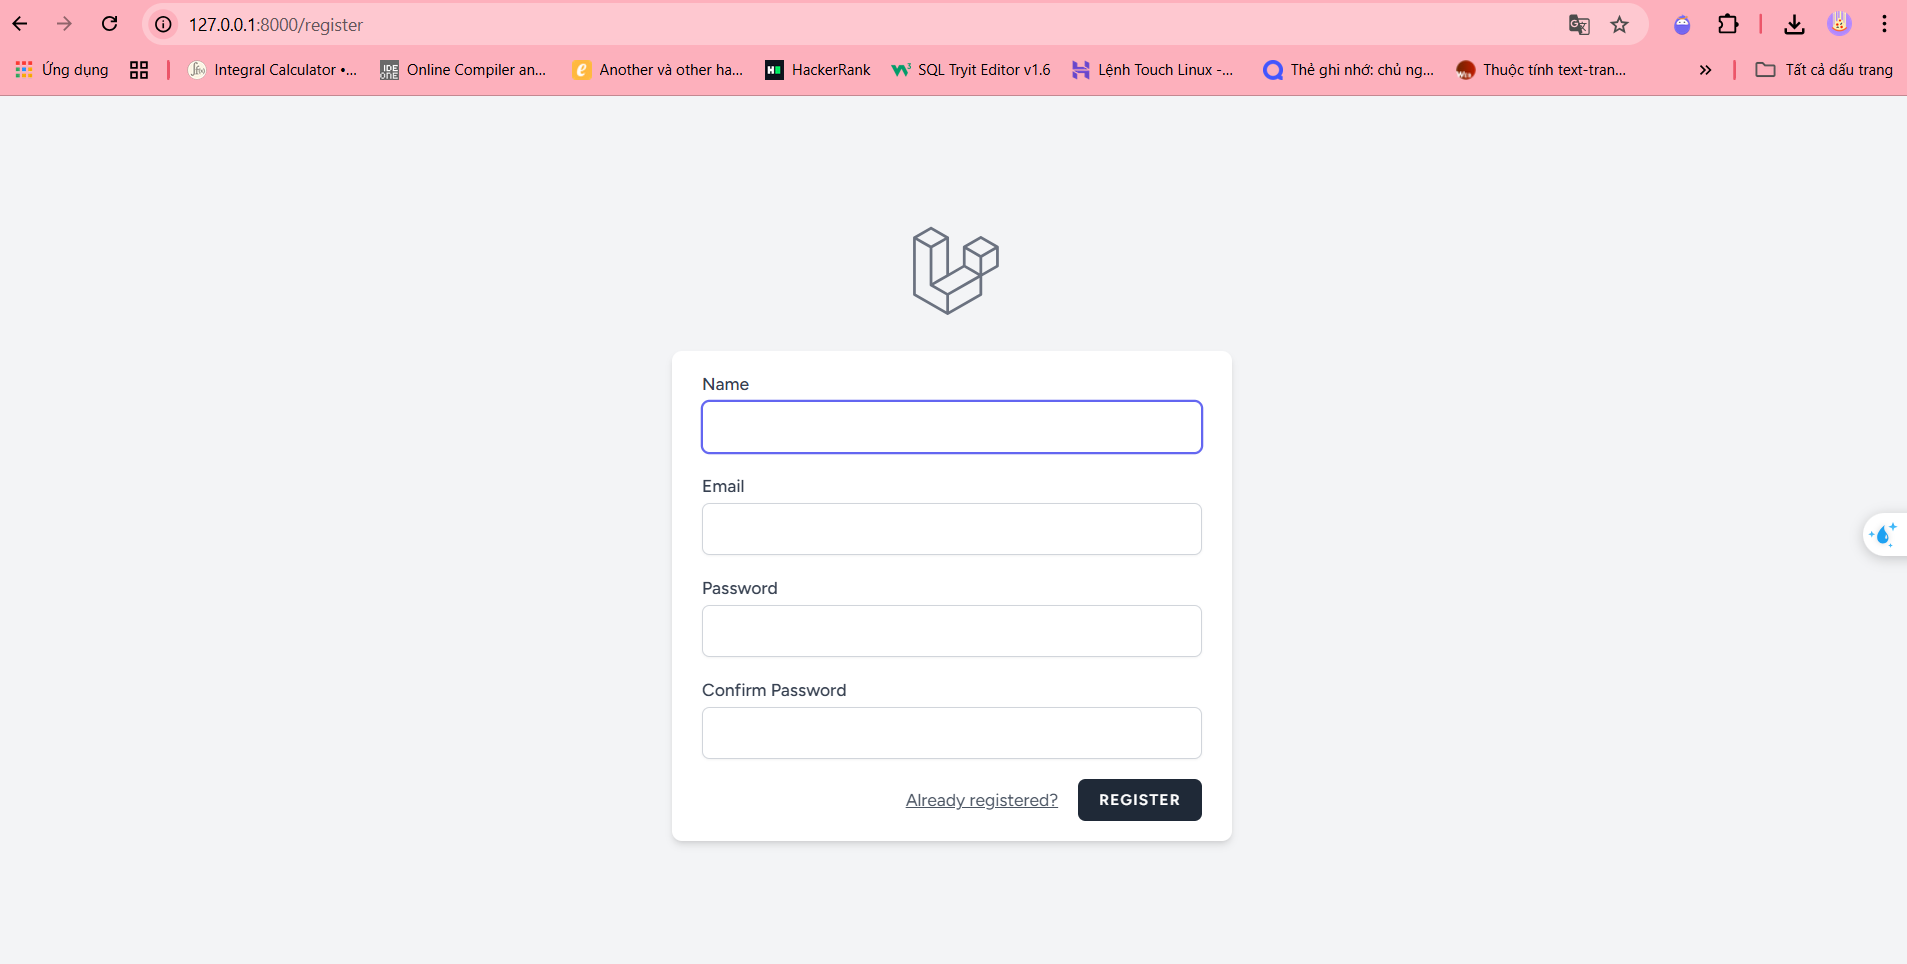 127.0.0.1:8000/register
Ứng dụng Integral Calculator •... Online Compiler an... Another và other ha... HackerRank SQL Tryit Editor v1.6 Lệnh Touch Linux -... Thẻ ghi nhớ: chủ ng... Thuộc tính text-tran... Tất cả dấu trang
Name
Email
Password
Confirm Password
Already registered? REGISTER